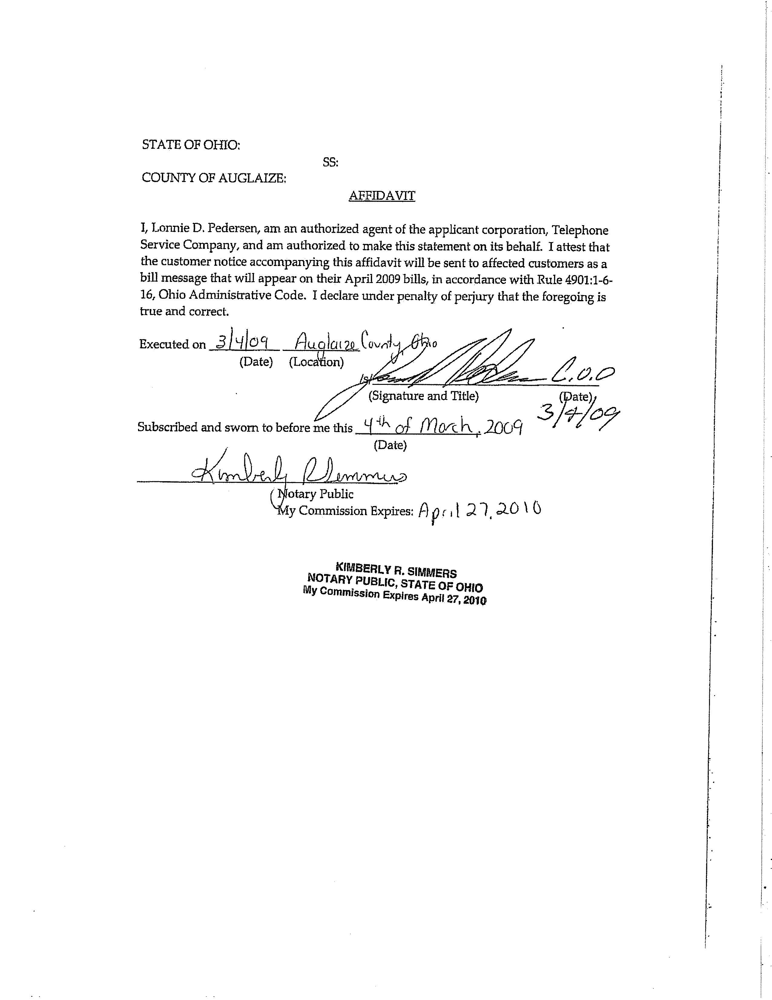 STATE OF OHIO:
SS:
COUNTY OF AUGLAIZE:
AFFIDAVIT
I, Lonnie D. Pedersen, am an authorized agent of the applicant corporation, Telephone
Service Company, and am authorized to make this statement on its behalf. I attest that
the customer notice accompanying this affidavit will be sent to affected customers as a
bill message that will appear on their April 2009 bills, in accordance with Rule 4901:1-6-
16, Ohio Administrative Code. I declare under penalty of perjury that the foregoing is
true and correct.
Executed on 3/4/09 Auglaize County, Ohio
(Date) (Location)
/s/ C.O.O
(Signature and Title) (Date)
3/4/09
Subscribed and sworn to before me this 4th of March, 2009
(Date)
Kimberly R Simmers
Notary Public
My Commission Expires: April 27, 2010
KIMBERLY R. SIMMERS
NOTARY PUBLIC, STATE OF OHIO
My Commission Expires April 27, 2010